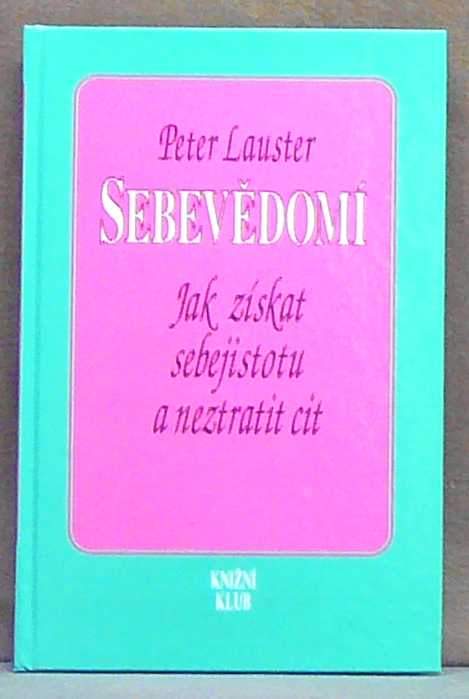 Peter Lauster
SEBEVĚDOMÍ
Jak získat
sebejistotu
a neztratit cit
KNIŽNÍ
KLUB